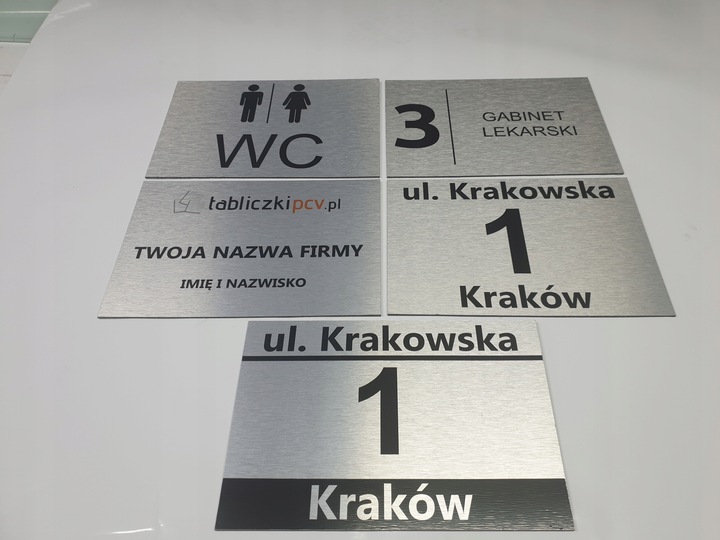 WC
3
GABINET
LEKARSKI
tabliczkipcv.pl
TWOJA NAZWA FIRMY
IMIĘ I NAZWISKO
ul. Krakowska
1
Kraków
ul. Krakowska
1
Kraków